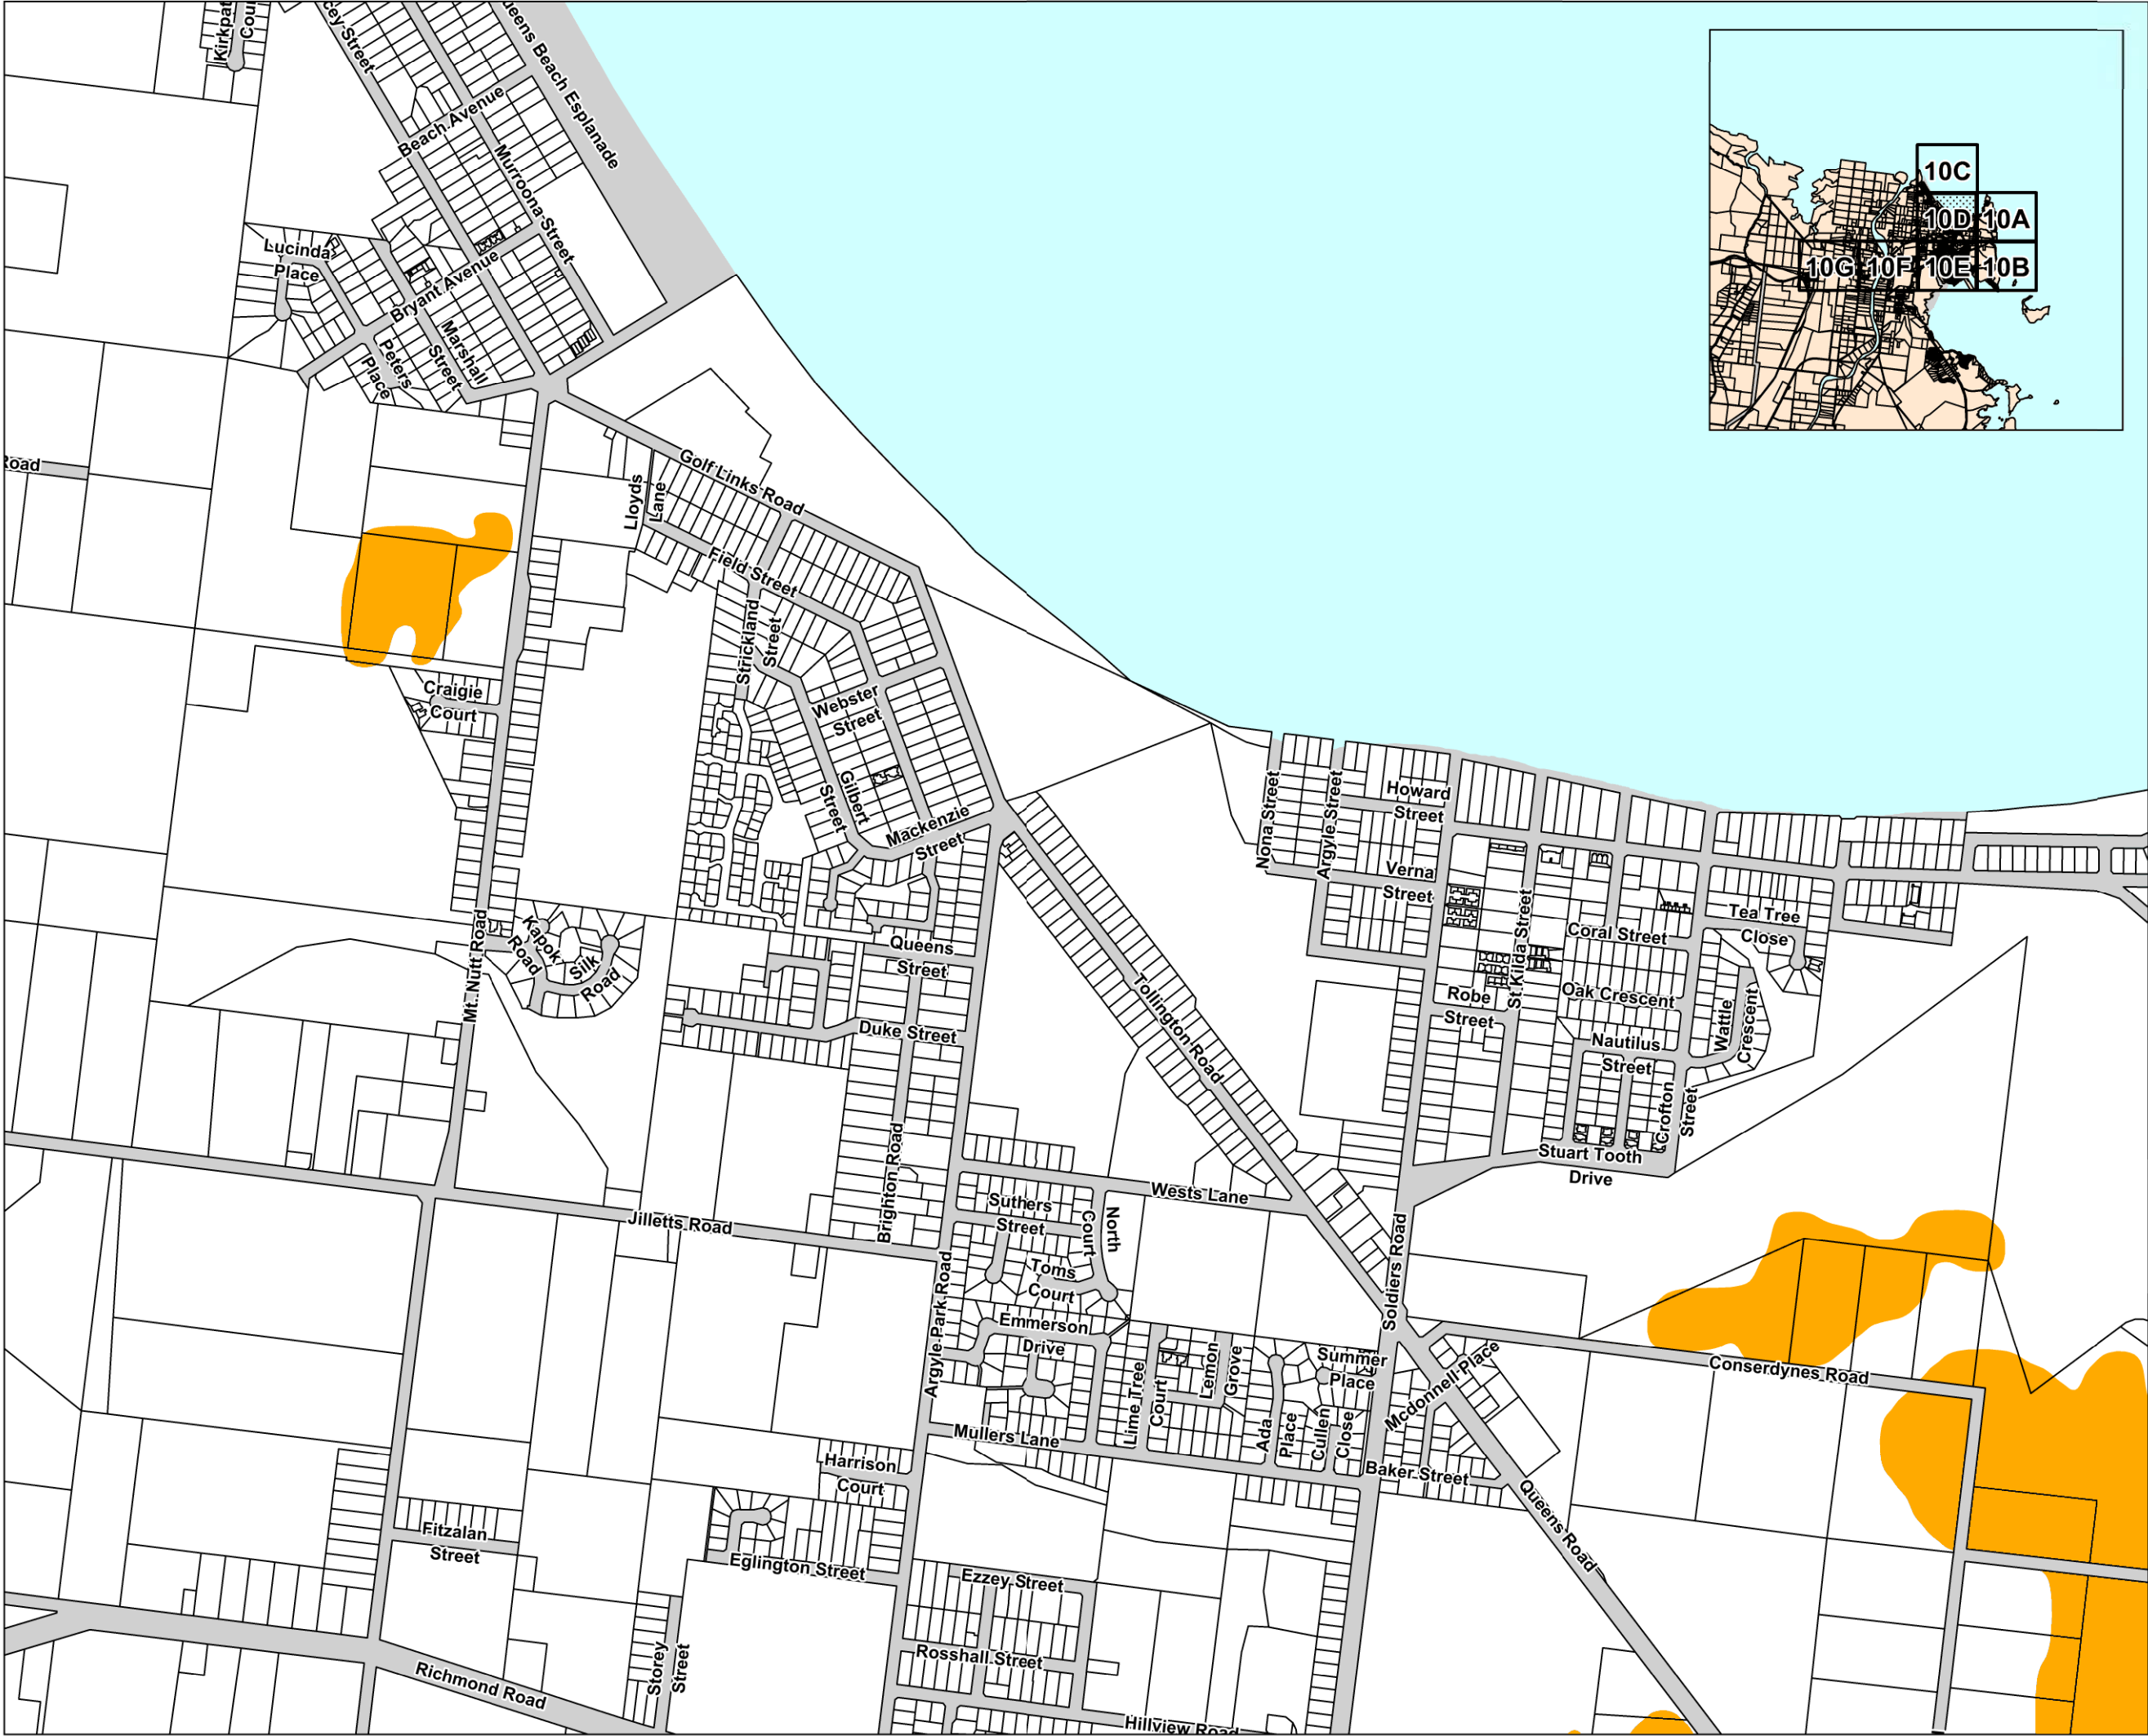 Kirkpat
Cour
cey Street
ueens Beach Esplanade
Beach Avenue
Murroona Street
10C
10D
10A
10G
10F
10E
10B
Lucinda
Place
Bryant Avenue
Marshall
Street
Peters
Place
Road
Golf Links Road
Lloyds
Lane
Field Street
Strickland
Street
Craigie
Court
Webster
Street
Gilbert
Street
Mackenzie
Street
Nona Street
Argyle Street
Howard
Street
Verna
Street
St Kilda Street
Coral Street
Tea Tree
Close
Mt. Nutt Road
Kapok
Road
Silk
Road
Queens
Street
Tollington Road
Robe
Street
Oak Crescent
Wattle
Crescent
Duke Street
Nautilus
Street
Crofton
Street
Brighton Road
Stuart Tooth
Drive
Wests Lane
Suthers
Street
North
Court
Jilletts Road
Toms
Court
Argyle Park Road
Soldiers Road
Emmerson
Drive
Lime Tree
Court
Lemon
Grove
Summer
Place
Mcdonnell Place
Conserdynes Road
Ada
Place
Cullen
Close
Mullers Lane
Harrison
Court
Baker Street
Queens Road
Fitzalan
Street
Eglington Street
Ezzey Street
Storey
Street
Rosshall Street
Richmond Road
Hillview Road